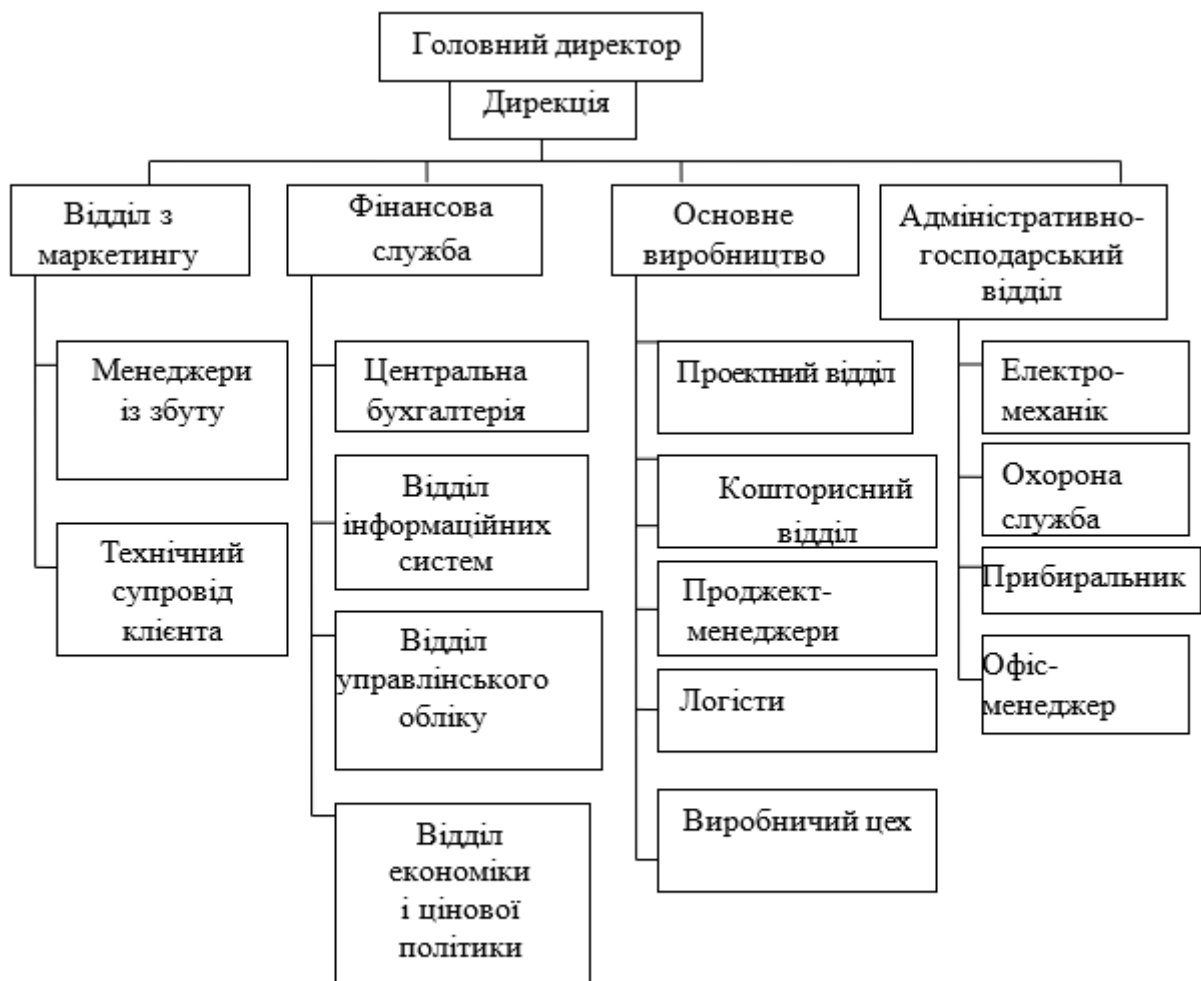 Головний директор
Дирекція
Відділ з
маркетингу
Менеджери
із збуту
Технічний
супровід
клієнта
Фінансова
служба
Центральна
бухгалтерія
Відділ
інформаційних
систем
Відділ
управлінського
обліку
Відділ
економіки
і цінової
політики
Основне
виробництво
Проектний відділ
Кошторисний
відділ
Проджект-
менеджери
Логісти
Виробничий цех
Адміністративно-
господарський
відділ
Електро-
механік
Охорона
служба
Прибиральник
Офіс-
менеджер